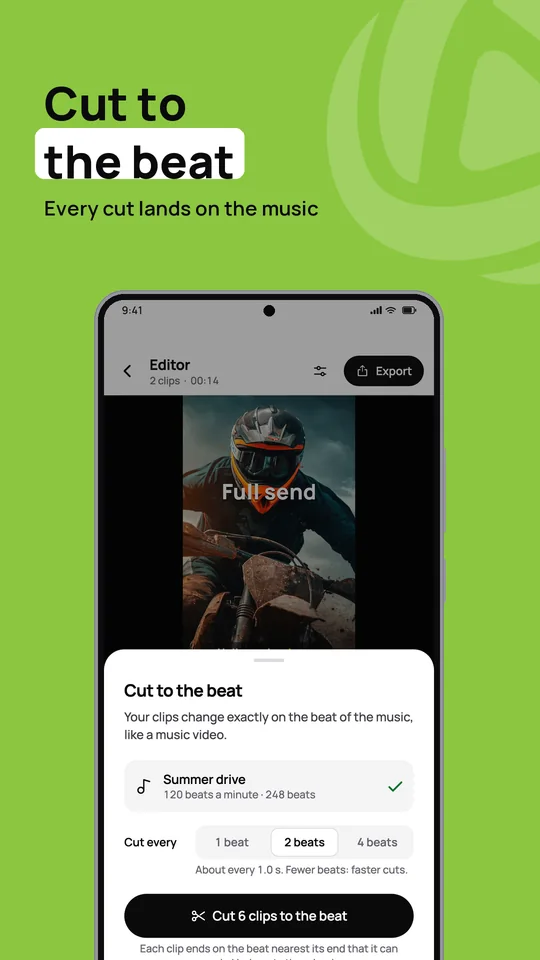 Cut to
the beat
Every cut lands on the music
9:41
Editor
2 clips · 00:14
Export
Full send
Cut to the beat
Your clips change exactly on the beat of the music,
like a music video.
Summer drive
120 beats a minute · 248 beats
Cut every
1 beat
2 beats
4 beats
About every 1.0 s. Fewer beats: faster cuts.
Cut 6 clips to the beat
Each clip ends on the beat nearest its end that it can